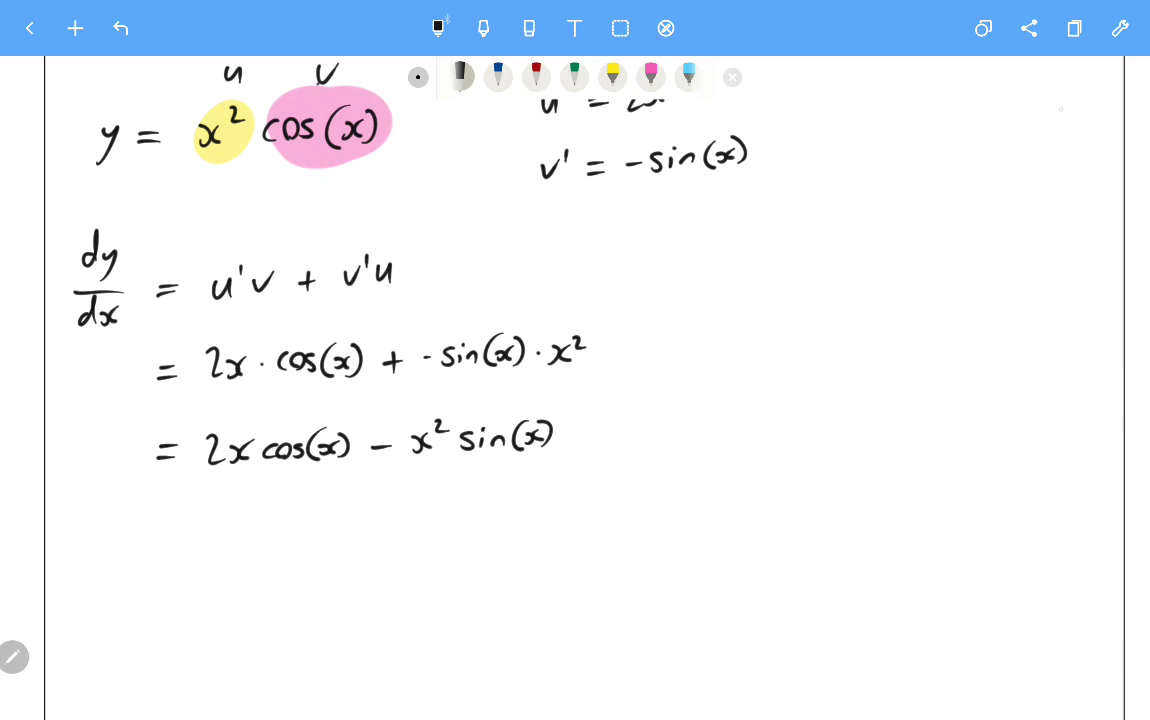 u v
y = x² cos(x)
v' = -sin(x)
dy/dx = u'v + v'u
= 2x · cos(x) + -sin(x) · x²
= 2x cos(x) - x² sin(x)